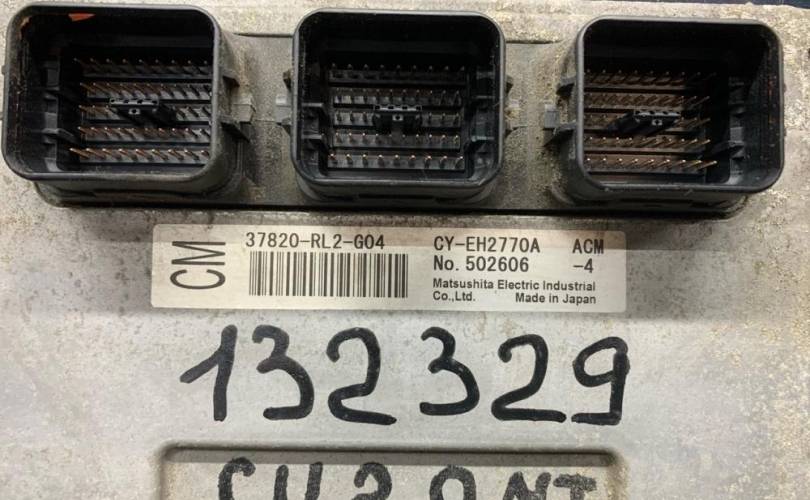 CM
37820-RL2-G04 CY-EH2770A ACM
No. 502606 -4
Matsushita Electric Industrial
Co.,Ltd. Made in Japan
132329